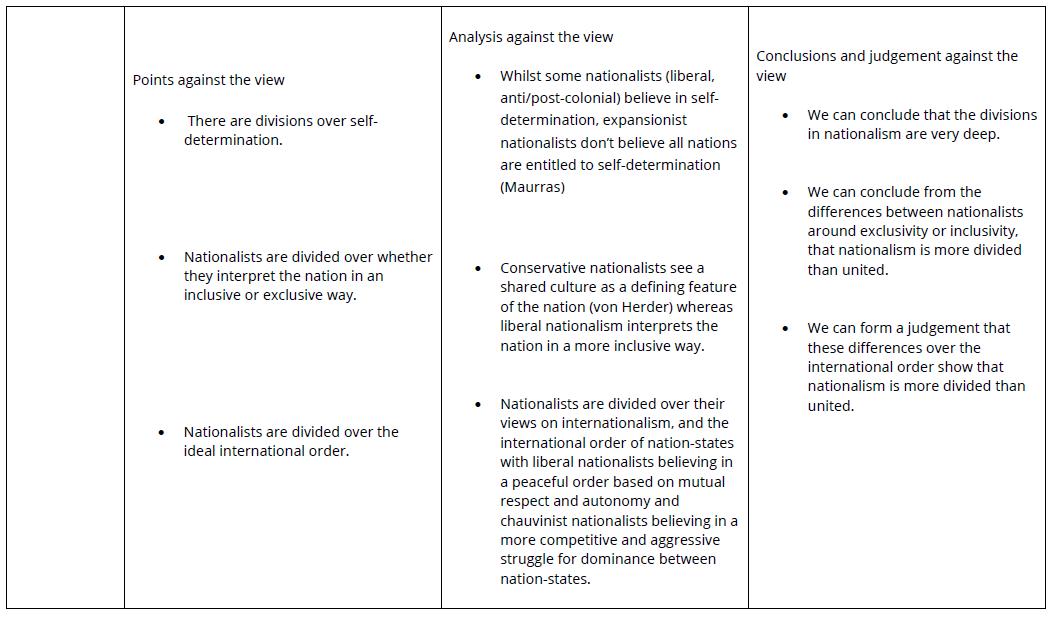 Points against the view
There are divisions over self-
determination.
Nationalists are divided over whether
they interpret the nation in an
inclusive or exclusive way.
Nationalists are divided over the
ideal international order.
Analysis against the view
Whilst some nationalists (liberal,
anti/post-colonial) believe in self-
determination, expansionist
nationalists don’t believe all nations
are entitled to self-determination
(Maurras)
Conservative nationalists see a
shared culture as a defining feature
of the nation (von Herder) whereas
liberal nationalism interprets the
nation in a more inclusive way.
Nationalists are divided over their
views on internationalism, and the
international order of nation-states
with liberal nationalists believing in
a peaceful order based on mutual
respect and autonomy and
chauvinist nationalists believing in a
more competitive and aggressive
struggle for dominance between
nation-states.
Conclusions and judgement against the
view
We can conclude that the divisions
in nationalism are very deep.
We can conclude from the
differences between nationalists
around exclusivity or inclusivity,
that nationalism is more divided
than united.
We can form a judgement that
these differences over the
international order show that
nationalism is more divided than
united.